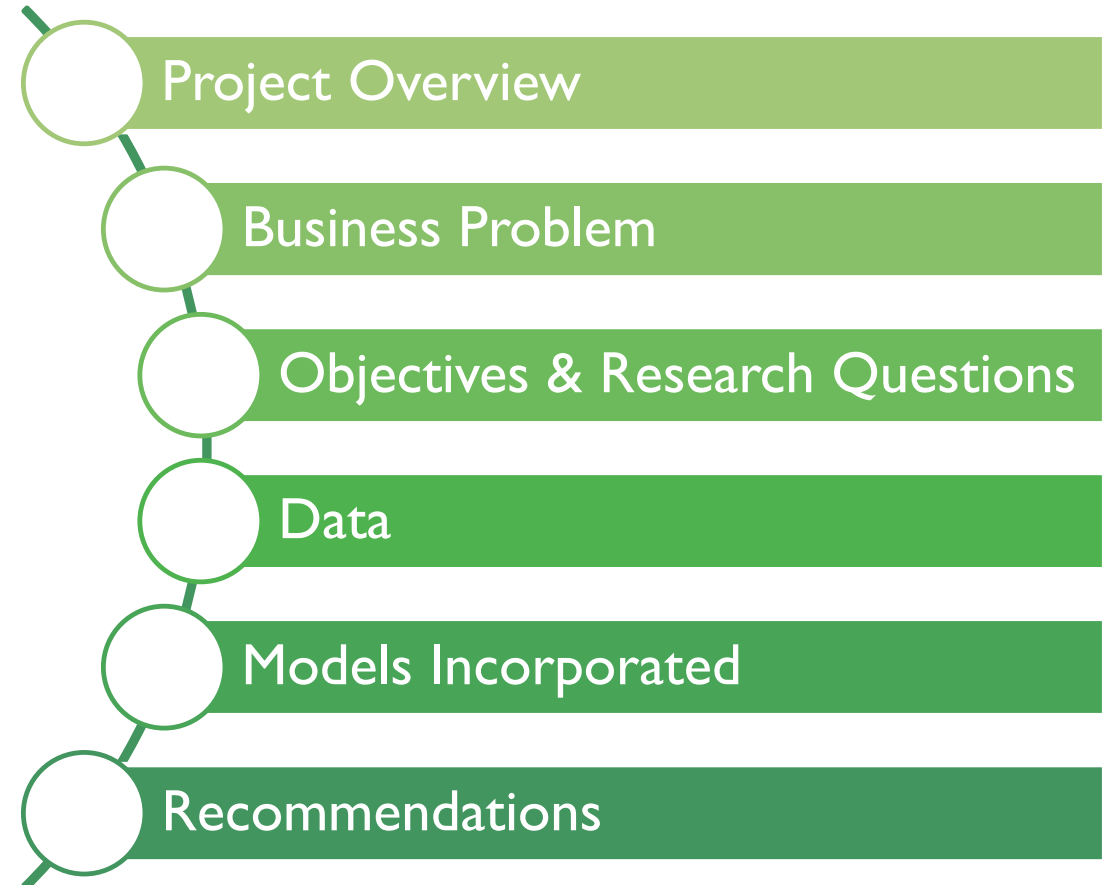 Project Overview
Business Problem
Objectives & Research Questions
Data
Models Incorporated
Recommendations